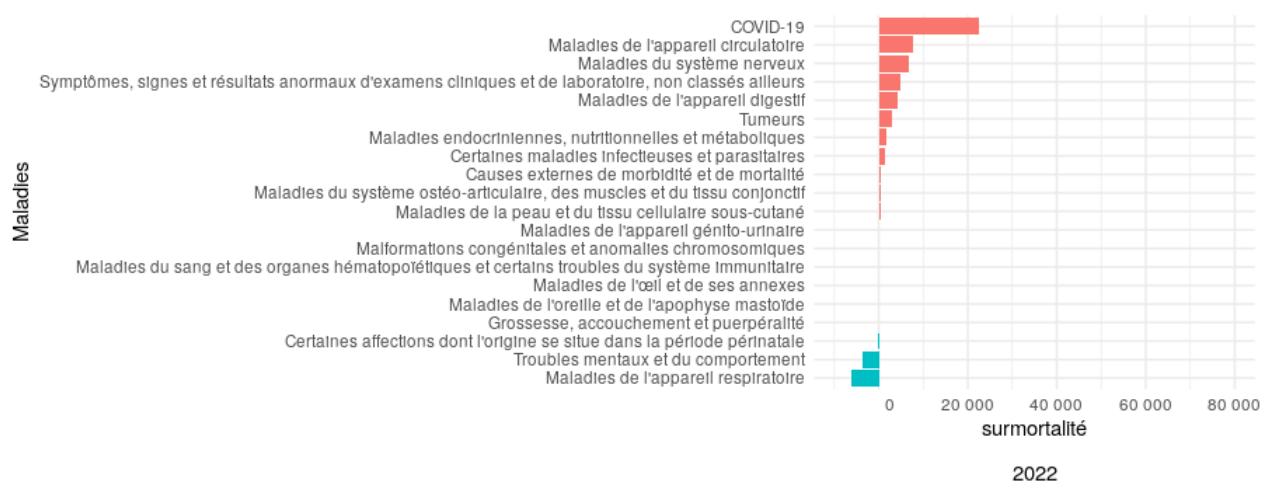 COVID-19
Maladies de l'appareil circulatoire
Maladies du système nerveux
Symptômes, signes et résultats anormaux d'examens cliniques et de laboratoire, non classés ailleurs
Maladies de l'appareil digestif
Tumeurs
Maladies endocriniennes, nutritionnelles et métaboliques
Certaines maladies infectieuses et parasitaires
Causes externes de morbidité et de mortalité
Maladies du système ostéo-articulaire, des muscles et du tissu conjonctif
Maladies de la peau et du tissu cellulaire sous-cutané
Maladies de l'appareil génito-urinaire
Malformations congénitales et anomalies chromosomiques
Maladies du sang et des organes hématopoïétiques et certains troubles du système immunitaire
Maladies de l'œil et de ses annexes
Maladies de l'oreille et de l'apophyse mastoïde
Grossesse, accouchement et puerpéralité
Certaines affections dont l'origine se situe dans la période périnatale
Troubles mentaux et du comportement
Maladies de l'appareil respiratoire
Maladies
0 20 000 40 000 60 000 80 000
surmortalité
2022